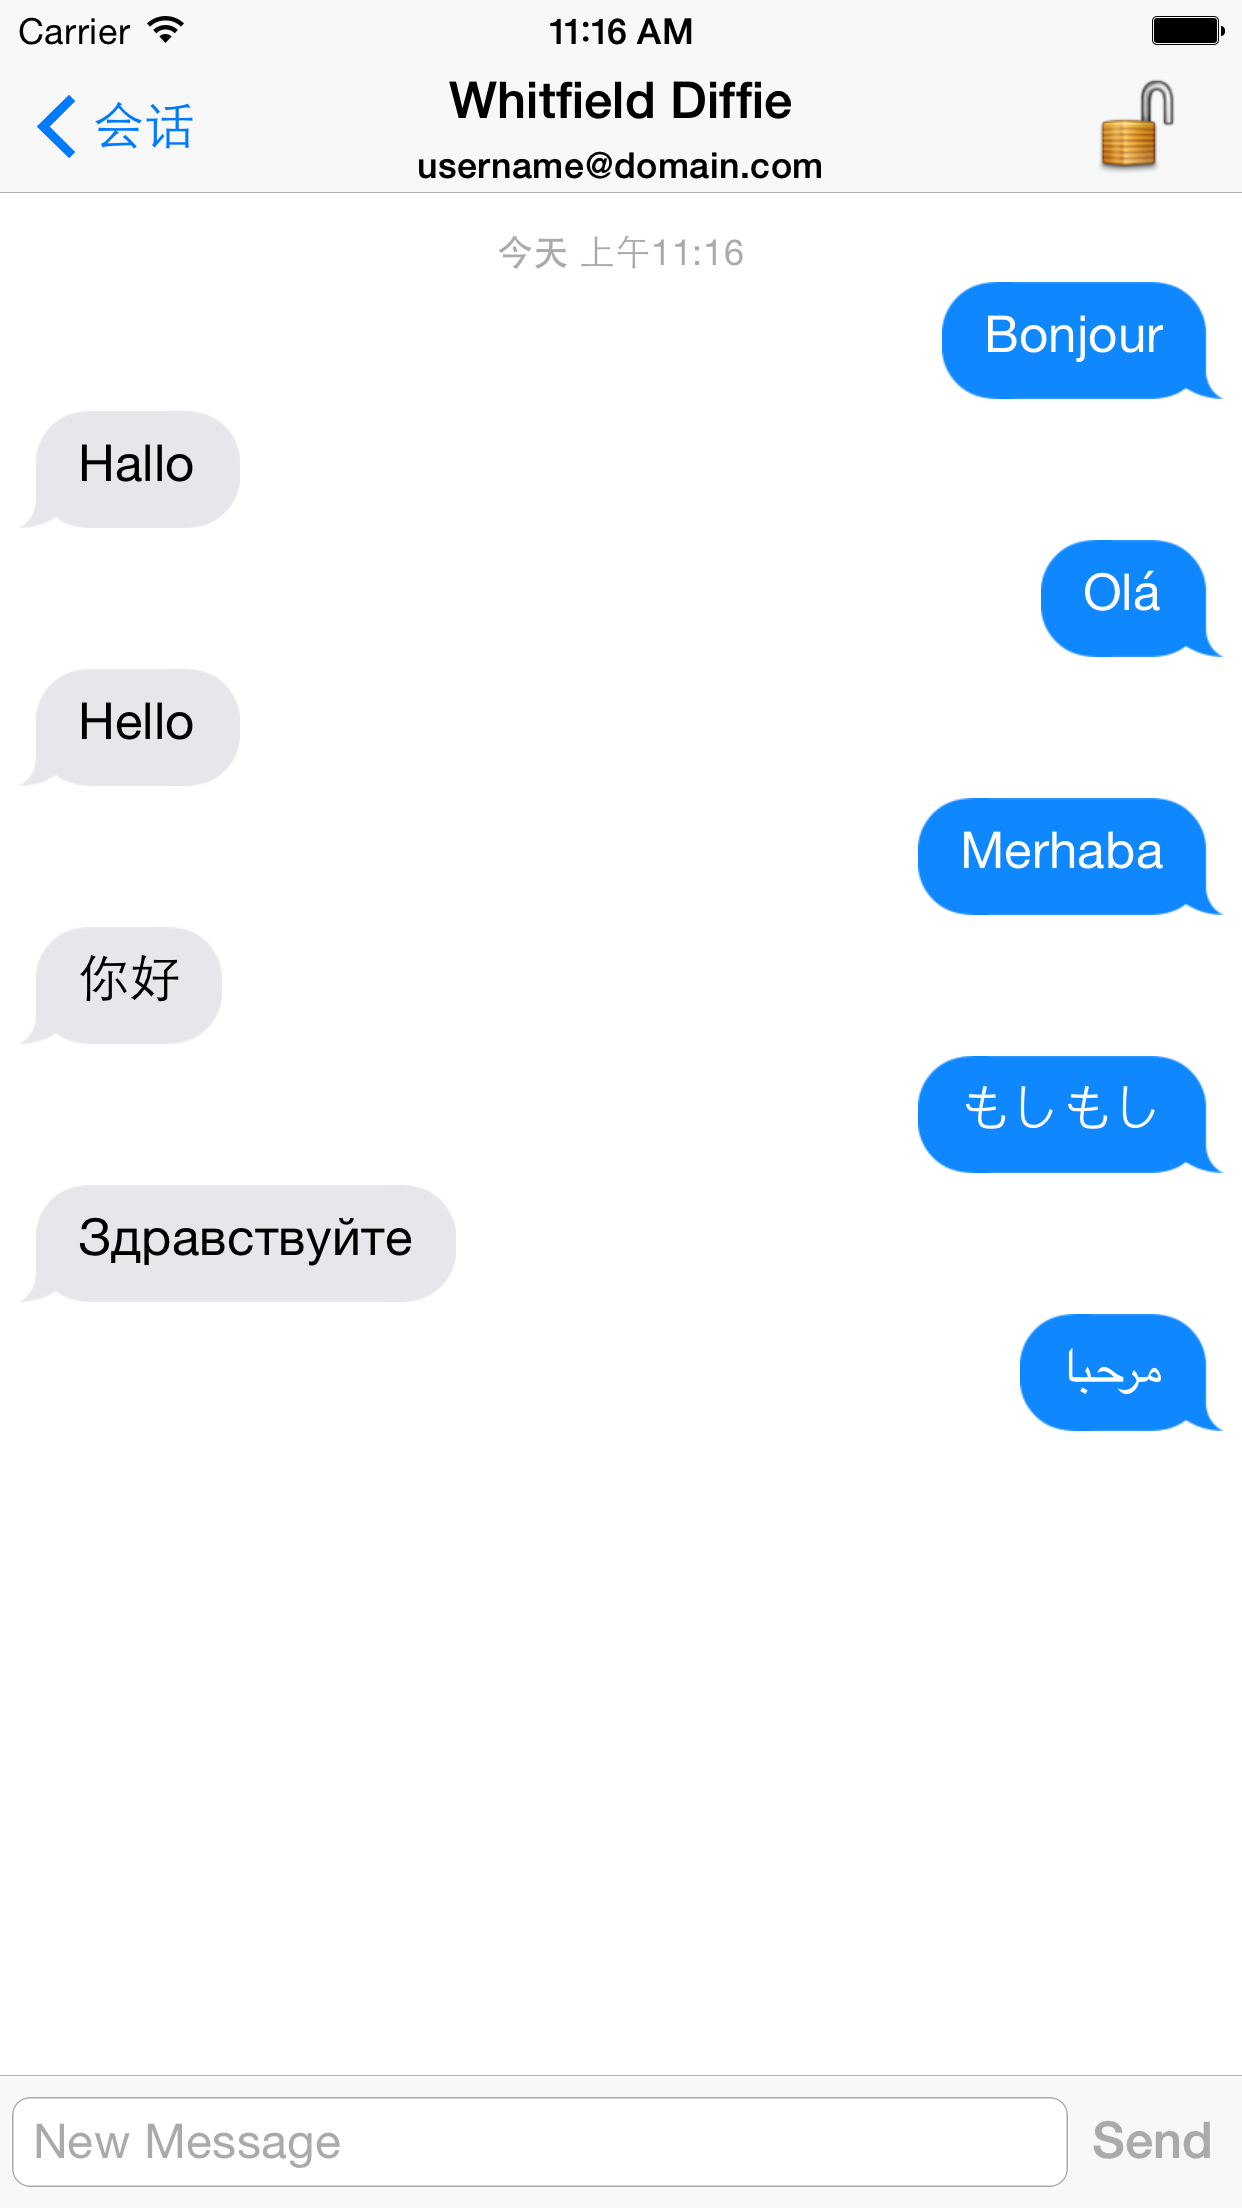 Carrier 11:16 AM
会话
Whitfield Diffie
username@domain.com
今天 上午11:16
Bonjour
Hallo
Olá
Hello
Merhaba
你好
もしもし
Здравствуйте
مرحبا
New Message
Send